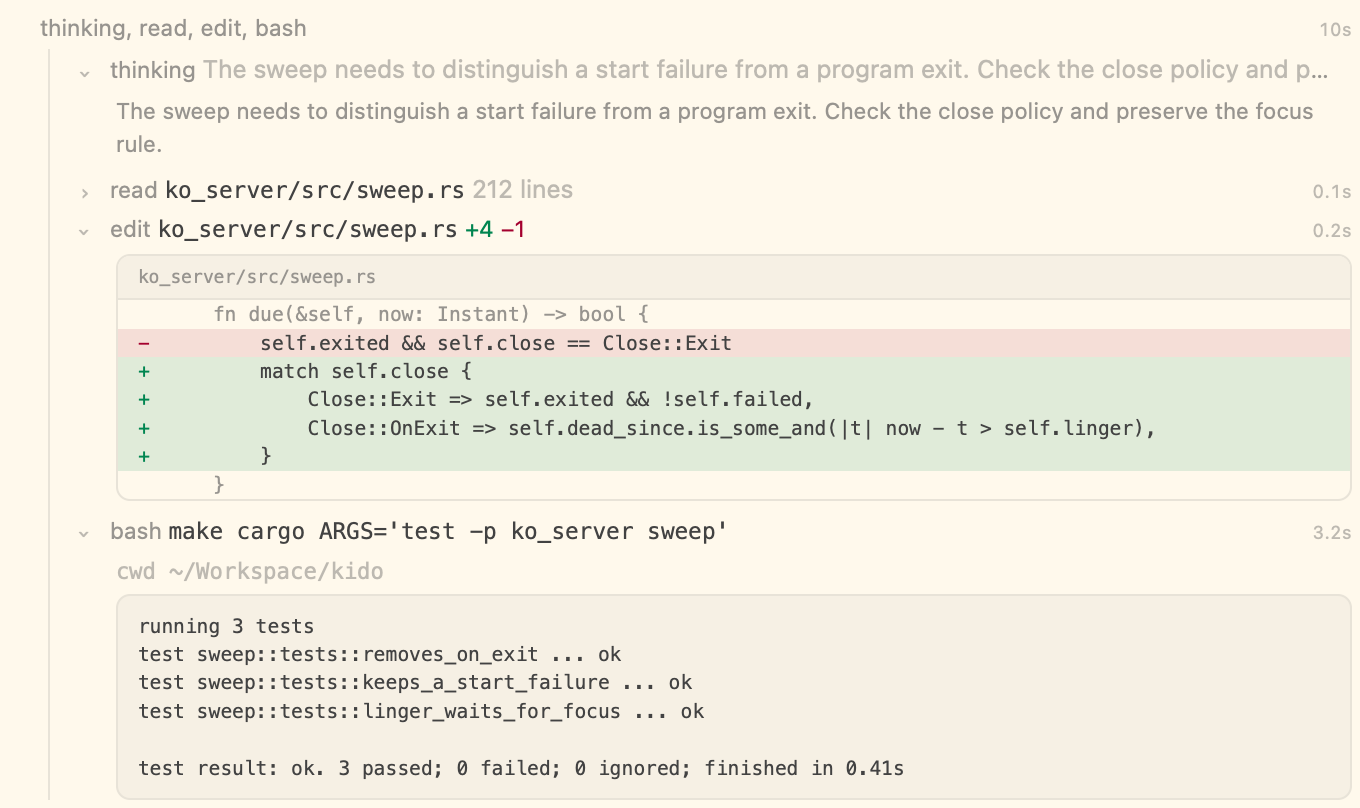 thinking, read, edit, bash 10s
thinking The sweep needs to distinguish a start failure from a program exit. Check the close policy and p...
The sweep needs to distinguish a start failure from a program exit. Check the close policy and preserve the focus
rule.
read ko_server/src/sweep.rs 212 lines 0.1s
edit ko_server/src/sweep.rs +4 −1 0.2s
ko_server/src/sweep.rs
    fn due(&self, now: Instant) -> bool {
−        self.exited && self.close == Close::Exit
+        match self.close {
+            Close::Exit => self.exited && !self.failed,
+            Close::OnExit => self.dead_since.is_some_and(|t| now - t > self.linger),
+        }
    }
bash make cargo ARGS='test -p ko_server sweep' 3.2s
cwd ~/Workspace/kido
running 3 tests
test sweep::tests::removes_on_exit ... ok
test sweep::tests::keeps_a_start_failure ... ok
test sweep::tests::linger_waits_for_focus ... ok

test result: ok. 3 passed; 0 failed; 0 ignored; finished in 0.41s